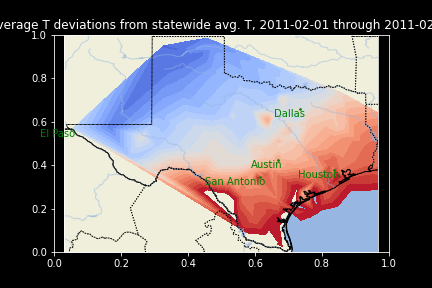 verage T deviations from statewide avg. T, 2011-02-01 through 2011-02
1.0
0.8
Dallas
0.6
El Paso
0.4
Austin
Houston
San Antonio
0.2
0.0
0.0 0.2 0.4 0.6 0.8 1.0